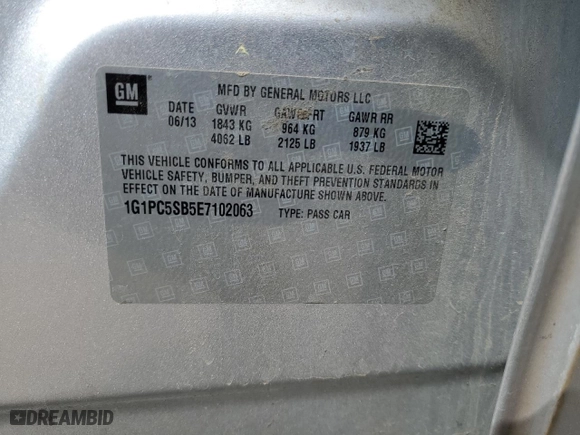 GM
MFD BY GENERAL MOTORS LLC
DATE GVWR GAWR FRT GAWR RR
06/13 1843 KG 964 KG 879 KG
4062 LB 2125 LB 1937 LB
THIS VEHICLE CONFORMS TO ALL APPLICABLE U.S. FEDERAL MOTOR
VEHICLE SAFETY, BUMPER, AND THEFT PREVENTION STANDARDS IN
EFFECT ON THE DATE OF MANUFACTURE SHOWN ABOVE.
1G1PC5SB5E7102063 TYPE: PASS CAR
DREAMBID